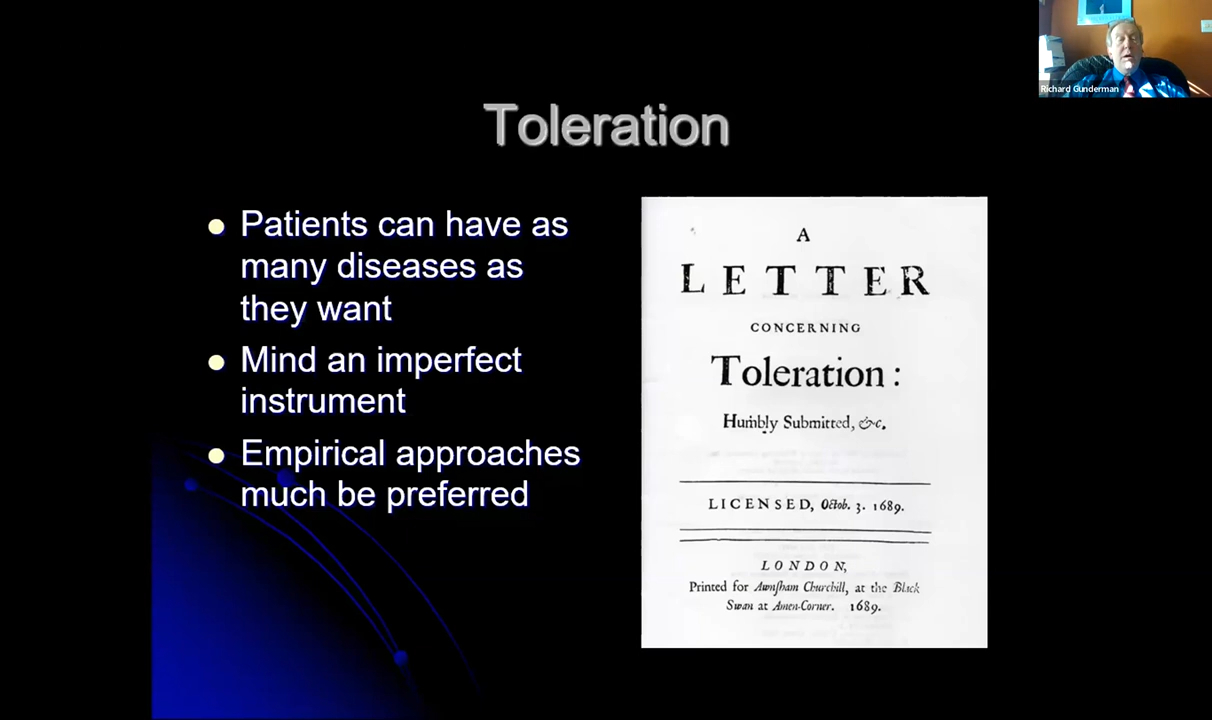 Richard Gunderman
Toleration
Patients can have as
many diseases as
they want
Mind an imperfect
instrument
Empirical approaches
much be preferred
A
LETTER
CONCERNING
Toleration:
Humbly Submitted, &c.
LICENSED, Octob. 3. 1689.
LONDON,
Printed for Awnsham Churchill, at the Black
Swan at Amen-Corner. 1689.